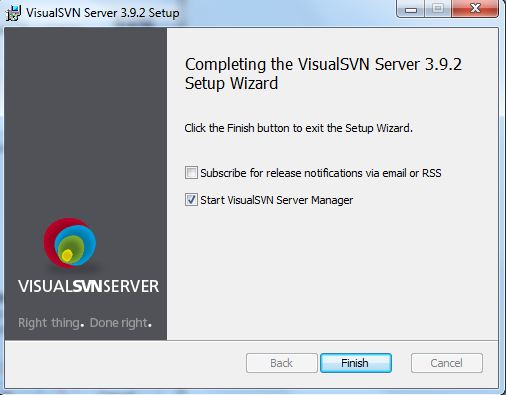 VisualSVN Server 3.9.2 Setup
Completing the VisualSVN Server 3.9.2
Setup Wizard
Click the Finish button to exit the Setup Wizard.
Subscribe for release notifications via email or RSS
Start VisualSVN Server Manager
VISUALSVNSERVER
Right thing. Done right.
Back
Finish
Cancel